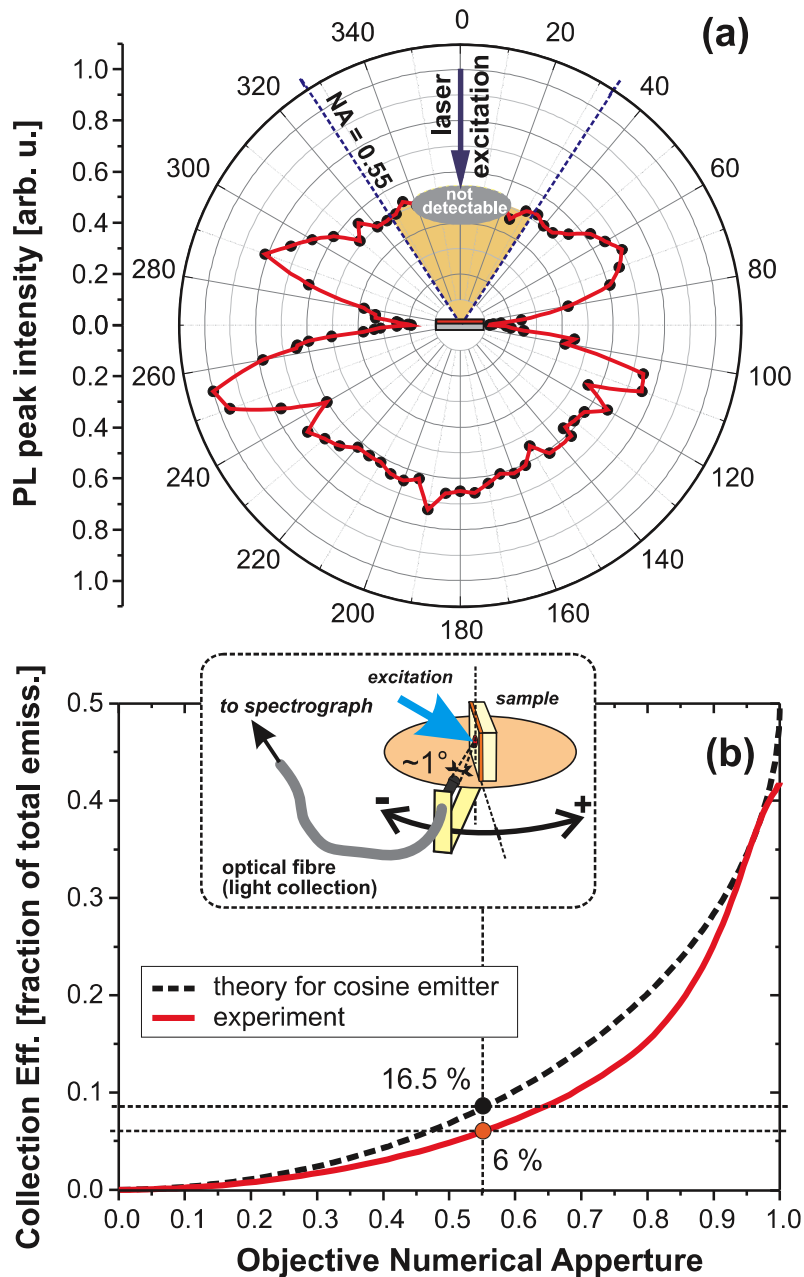 (a)
PL peak intensity [arb. u.]
1.0
0.8
0.6
0.4
0.2
0.0
0.2
0.4
0.6
0.8
1.0
0
20
40
60
80
100
120
140
160
180
200
220
240
260
280
300
320
340
NA = 0.55
laser
excitation
not
detectable
(b)
Collection Eff. [fraction of total emiss.]
0.5
0.4
0.3
0.2
0.1
0.0
excitation
sample
to spectrograph
~1°
-
+
optical fibre
(light collection)
theory for cosine emitter
experiment
16.5 %
6 %
0.0 0.1 0.2 0.3 0.4 0.5 0.6 0.7 0.8 0.9 1.0
Objective Numerical Apperture